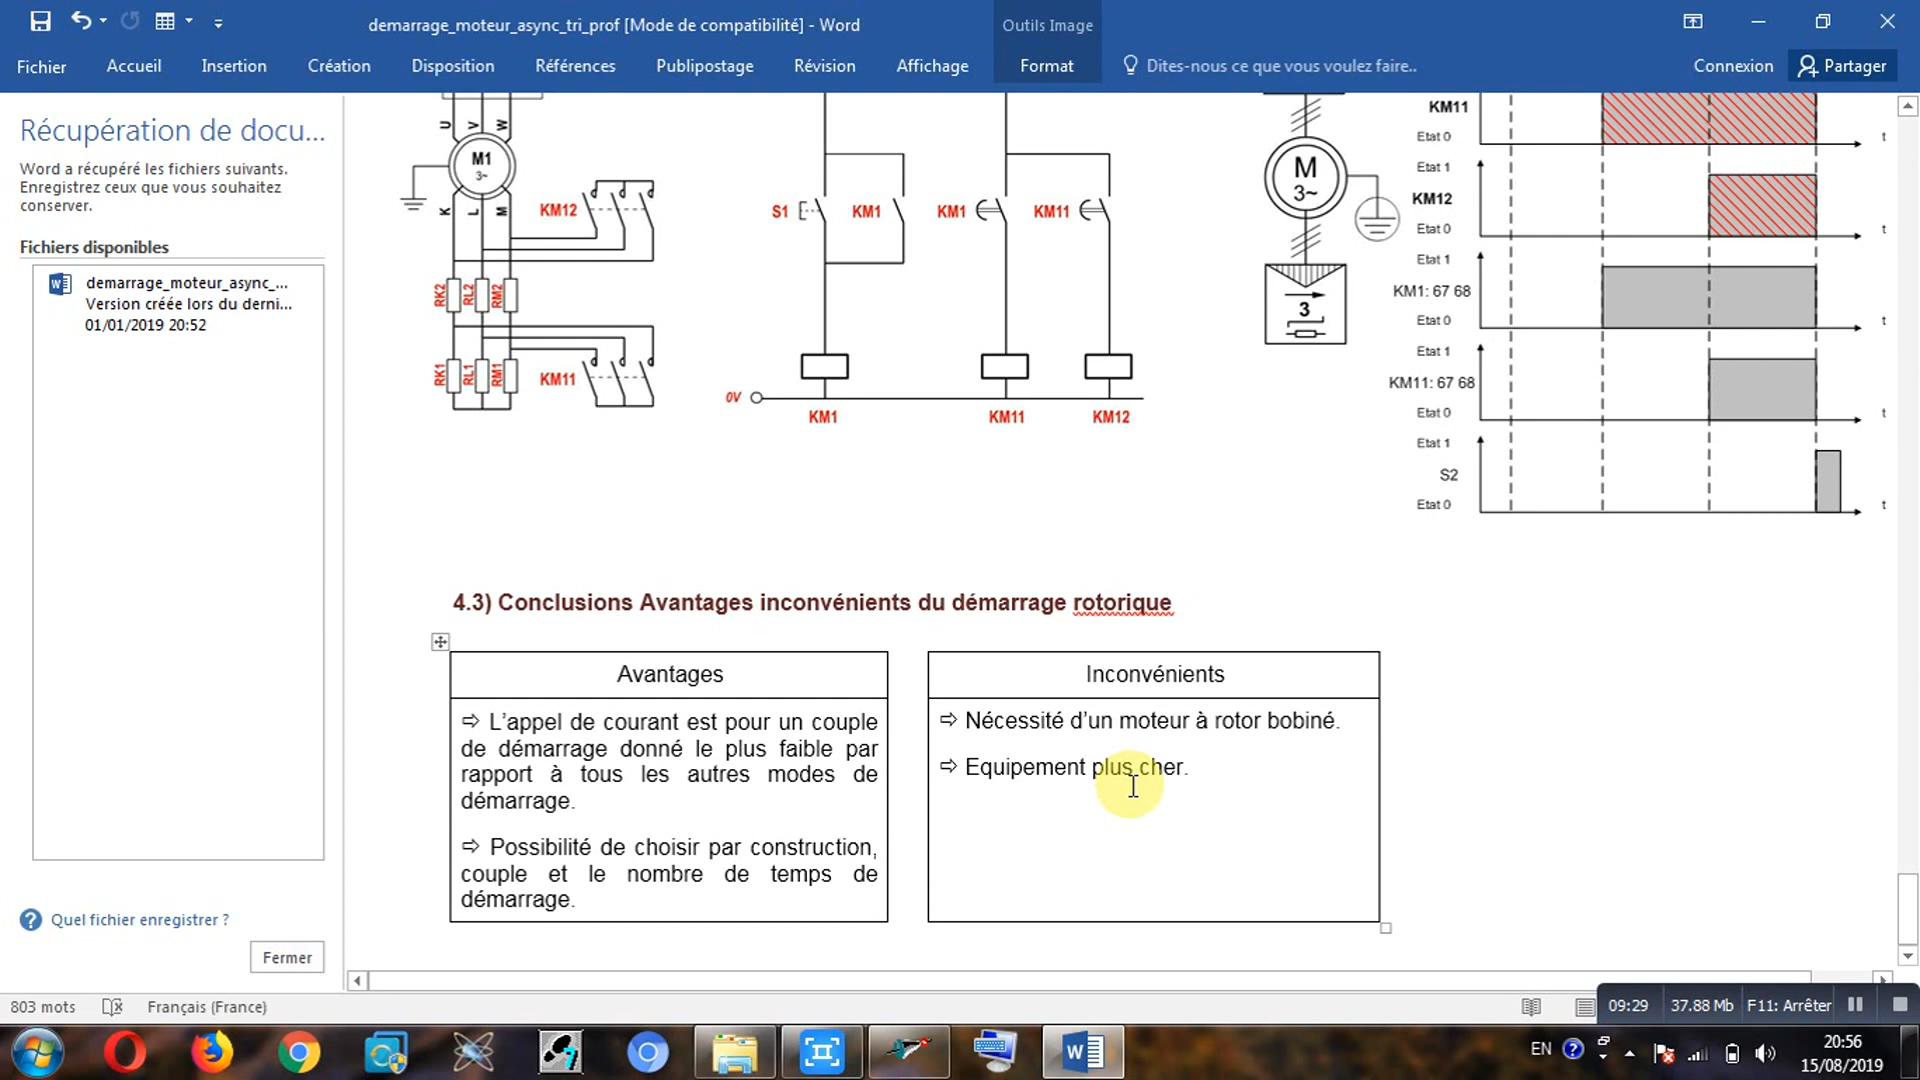 demarrage_moteur_async_tri_prof [Mode de compatibilité] - Word
Outils Image
Fichier Accueil Insertion Création Disposition Références Publipostage Révision Affichage Format Dites-nous ce que vous voulez faire.. Connexion Partager
Récupération de docu...
Word a récupéré les fichiers suivants.
Enregistrez ceux que vous souhaitez
conserver.
Fichiers disponibles
demarrage_moteur_async_...
Version créée lors du derni...
01/01/2019 20:52
Quel fichier enregistrer ?
Fermer
U V W
M1
3~
K L M
KM12
RK2 RL2 RM2
RK1 RL1 RM1
KM11
S1 KM1 KM1 KM11
0V
KM1 KM11 KM12
M
3~
3
KM11
Etat 0 t
Etat 1
KM12
Etat 0 t
Etat 1
KM1: 67 68
Etat 0 t
Etat 1
KM11: 67 68
Etat 0 t
Etat 1
S2
Etat 0 t
4.3) Conclusions Avantages inconvénients du démarrage rotorique
Avantages
⇨ L’appel de courant est pour un couple
de démarrage donné le plus faible par
rapport à tous les autres modes de
démarrage.
⇨ Possibilité de choisir par construction,
couple et le nombre de temps de
démarrage.
Inconvénients
⇨ Nécessité d’un moteur à rotor bobiné.
⇨ Equipement plus cher.
803 mots Français (France)
09:29 37.88 Mb F11: Arrêter
EN
20:56
15/08/2019